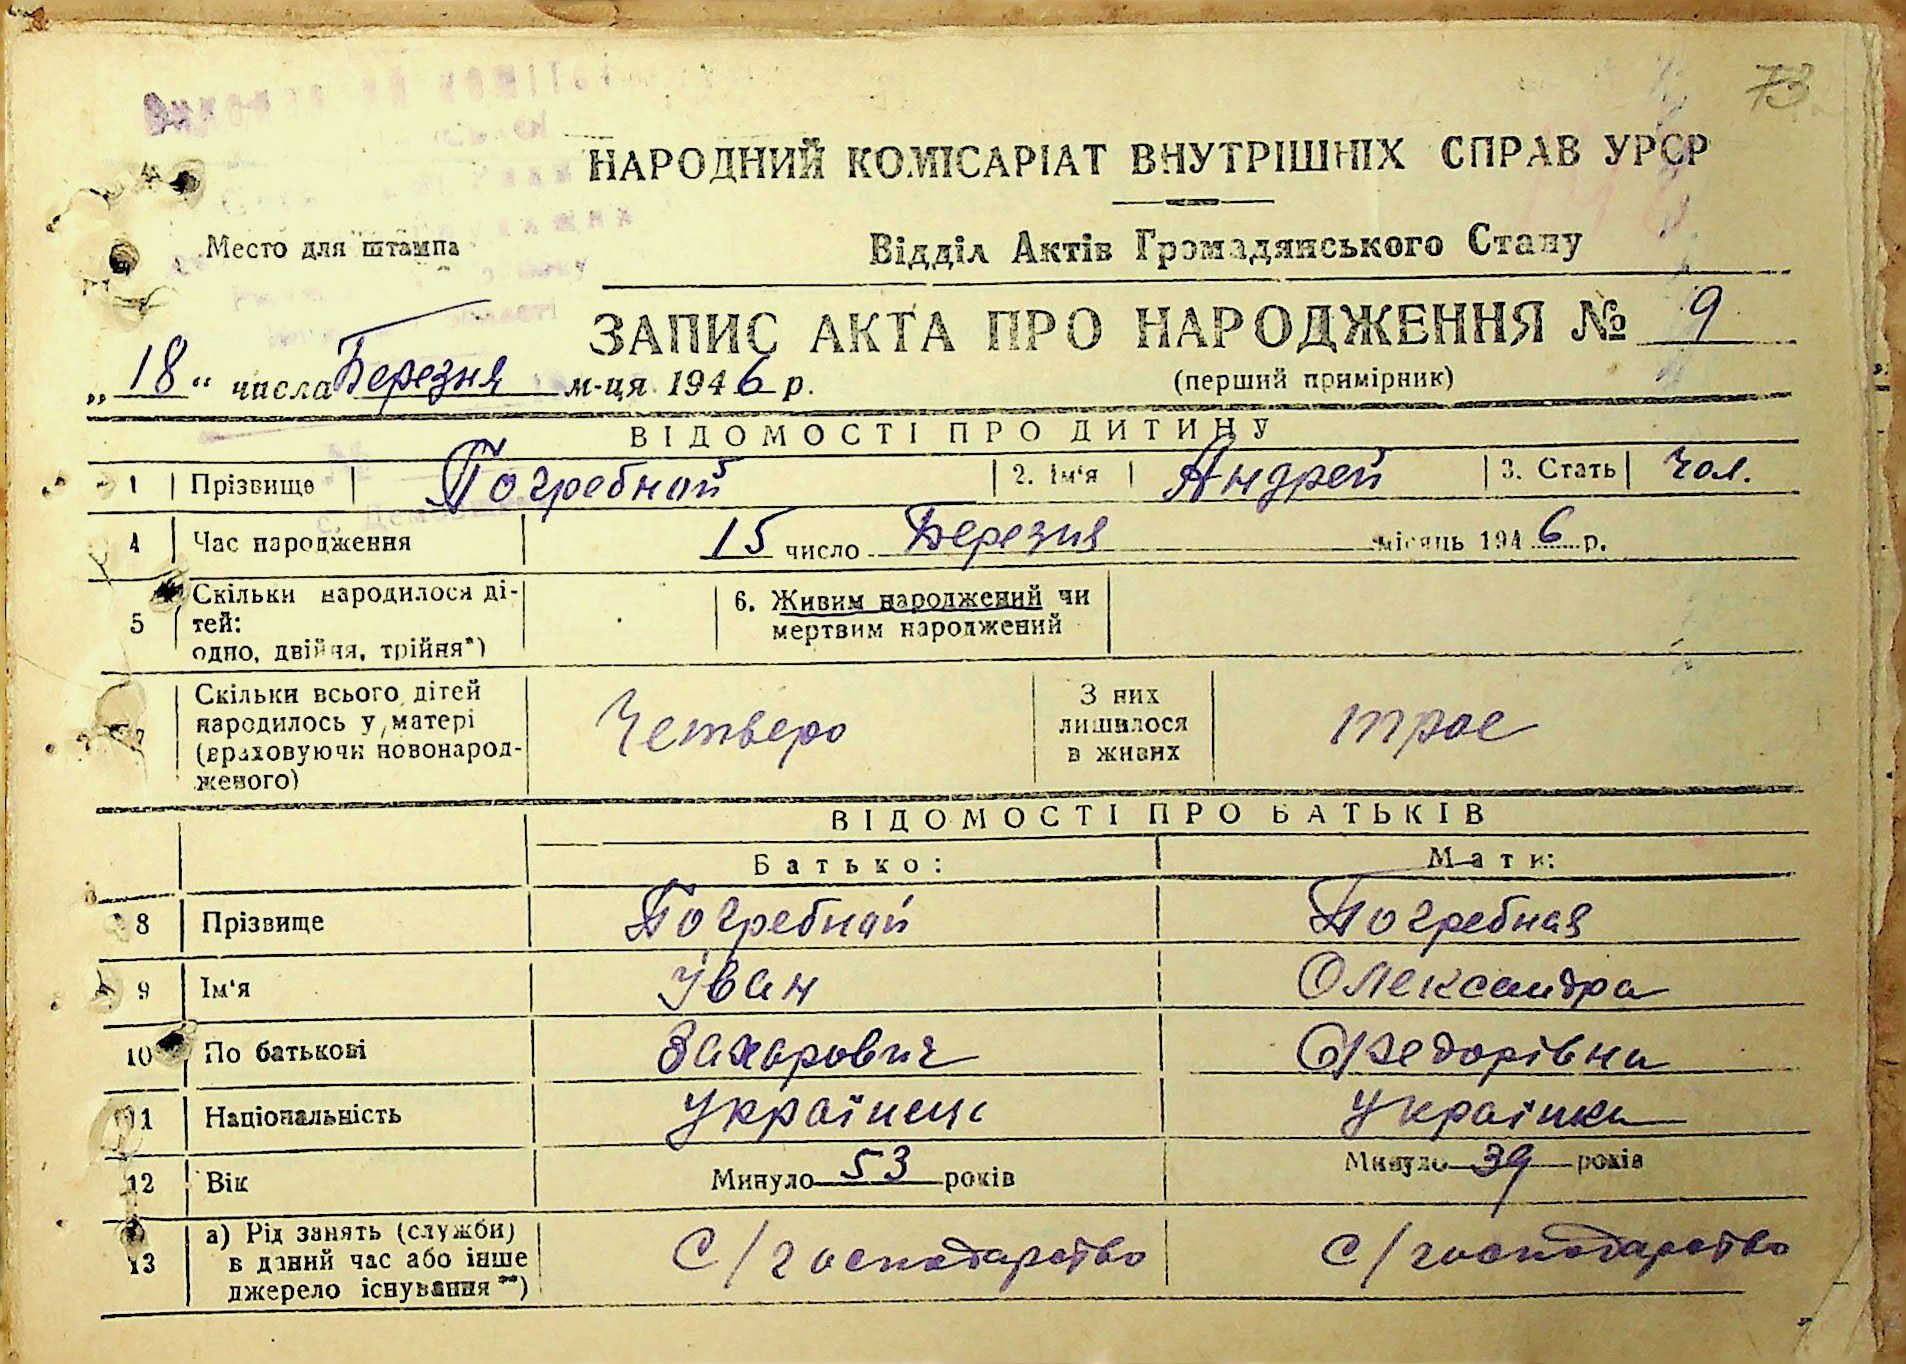 73
НАРОДНИЙ КОМІСАРІАТ ВНУТРІШНІХ СПРАВ УРСР
Место для штампа
Відділ Актів Громадянського Стану
ЗАПИС АКТА ПРО НАРОДЖЕННЯ № 9
„18“ числа Березня м-ця 1946 р.
(перший примірник)
ВІДОМОСТІ ПРО ДИТИНУ
1 Прізвище Погребной 2. Ім'я Андрей 3. Стать Чол.
4 Час народження 15 число Березня місяць 1946 р.
5 Скільки народилося ді-
тей:
одно, двійня, трійня*)
6. Живим народжений чи
мертвим народжений
Скільки всього дітей
народилось у матері
(враховуючи новонарод-
женого)
Четверо
З них
лишилося
в живих
трое
ВІДОМОСТІ ПРО БАТЬКІВ
Батько: Мати:
8 Прізвище Погребной Погребная
9 Ім'я Іван Олександра
10 По батькові Захарович Федорівна
11 Національність Українець Українка
12 Вік Минуло 53 років Минуло 39 років
13 а) Рід занять (служби)
в даний час або інше
джерело існування**)
С/господарство С/господарство